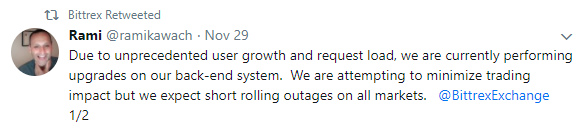 Bittrex Retweeted
Rami @ramikawach · Nov 29
Due to unprecedented user growth and request load, we are currently performing
upgrades on our back-end system.  We are attempting to minimize trading
impact but we expect short rolling outages on all markets.   @BittrexExchange
1/2